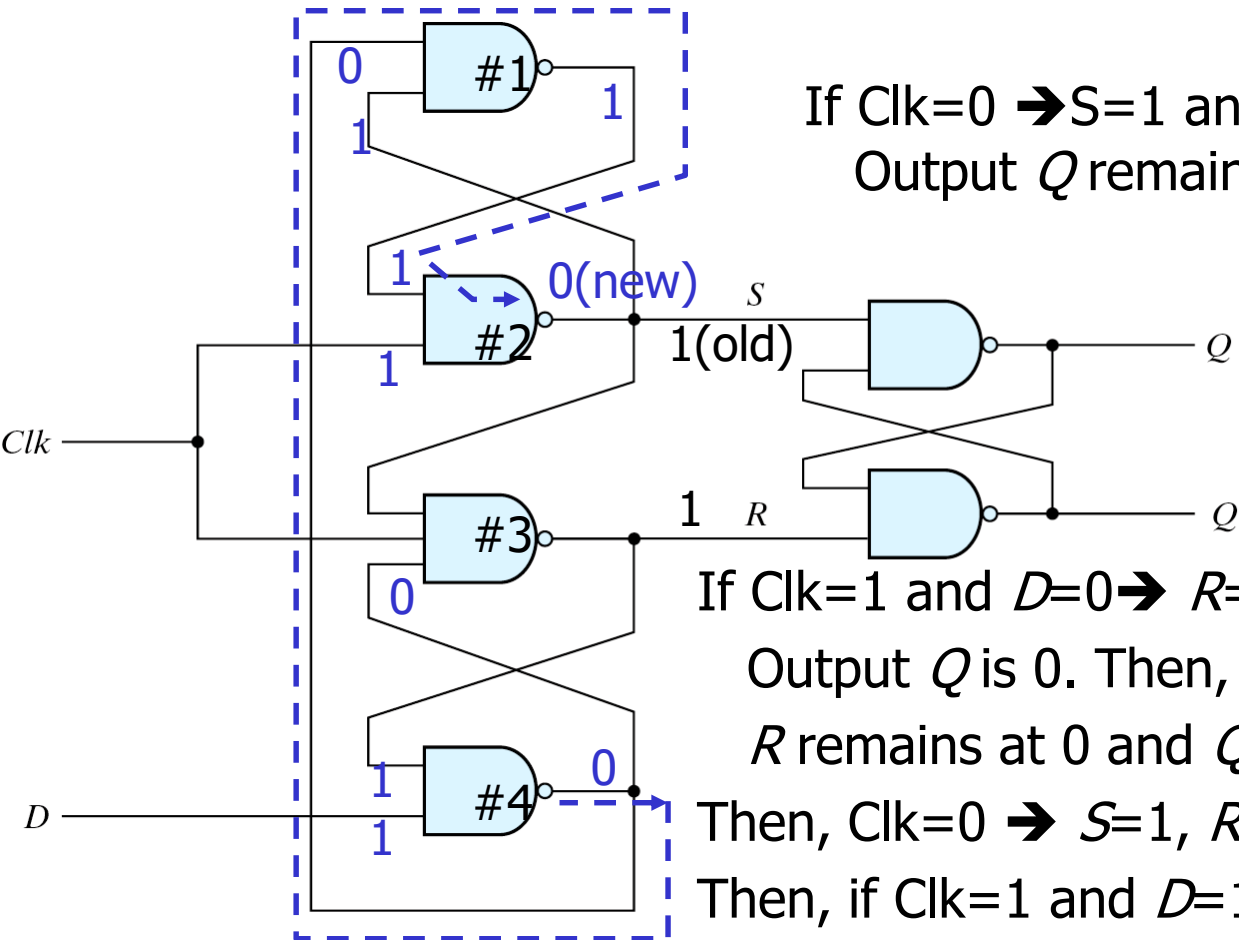 0
#1
1
1
If Clk=0 ➔S=1 an
Output Q remain
1
0(new)
S
#2
1(old)
1
Q
Clk
#3
1
R
Q
0
If Clk=1 and D=0➔ R=
Output Q is 0. Then,
R remains at 0 and Q
1
0
#4
D
1
Then, Clk=0 ➔ S=1, R
Then, if Clk=1 and D=1